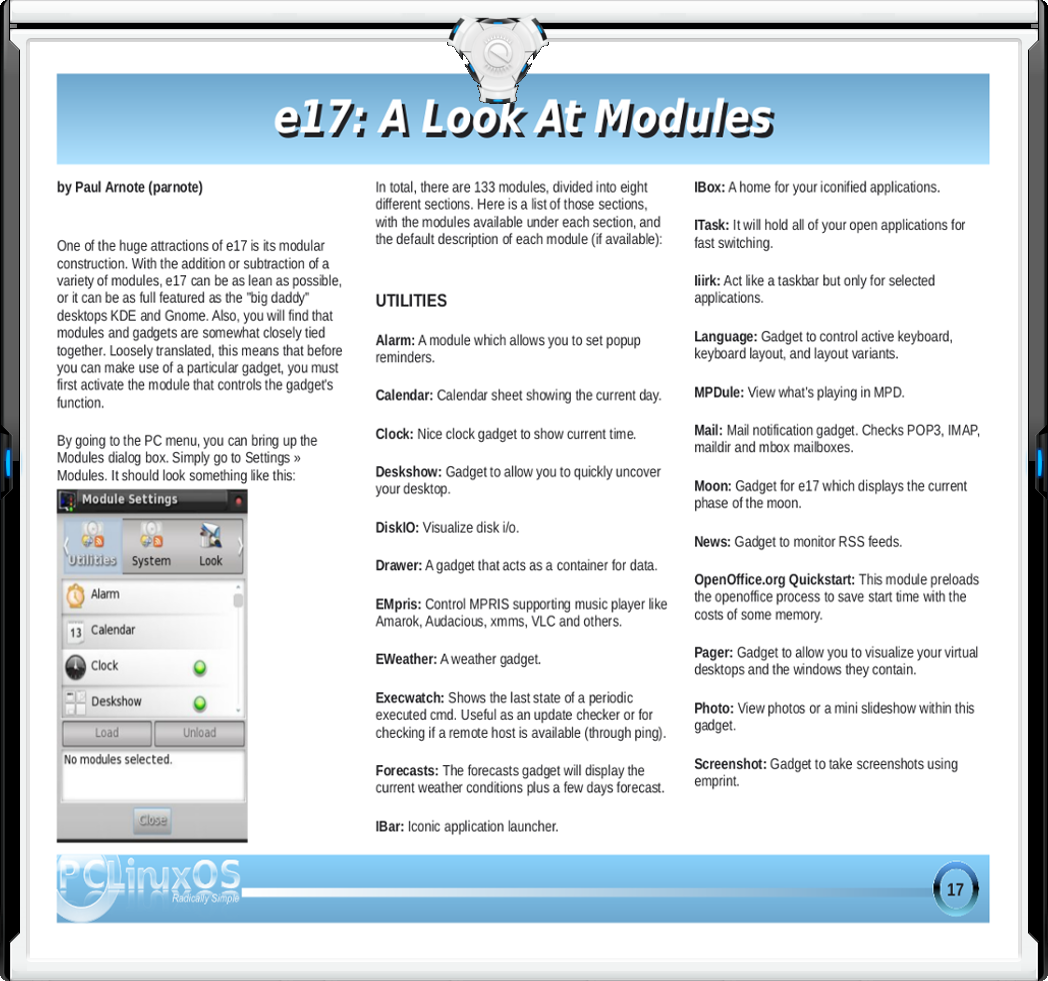 e17: A Look At Modules
by Paul Arnote (parnote)
One of the huge attractions of e17 is its modular
construction. With the addition or subtraction of a
variety of modules, e17 can be as lean as possible,
or it can be as full featured as the "big daddy"
desktops KDE and Gnome. Also, you will find that
modules and gadgets are somewhat closely tied
together. Loosely translated, this means that before
you can make use of a particular gadget, you must
first activate the module that controls the gadget's
function.
By going to the PC menu, you can bring up the
Modules dialog box. Simply go to Settings »
Modules. It should look something like this:
Module Settings
Utilities
System
Look
Alarm
13
Calendar
Clock
Deskshow
Load
Unload
No modules selected.
Close
In total, there are 133 modules, divided into eight
different sections. Here is a list of those sections,
with the modules available under each section, and
the default description of each module (if available):
UTILITIES
Alarm: A module which allows you to set popup
reminders.
Calendar: Calendar sheet showing the current day.
Clock: Nice clock gadget to show current time.
Deskshow: Gadget to allow you to quickly uncover
your desktop.
DiskIO: Visualize disk i/o.
Drawer: A gadget that acts as a container for data.
EMpris: Control MPRIS supporting music player like
Amarok, Audacious, xmms, VLC and others.
EWeather: A weather gadget.
Execwatch: Shows the last state of a periodic
executed cmd. Useful as an update checker or for
checking if a remote host is available (through ping).
Forecasts: The forecasts gadget will display the
current weather conditions plus a few days forecast.
IBar: Iconic application launcher.
IBox: A home for your iconified applications.
ITask: It will hold all of your open applications for
fast switching.
Iiirk: Act like a taskbar but only for selected
applications.
Language: Gadget to control active keyboard,
keyboard layout, and layout variants.
MPDule: View what's playing in MPD.
Mail: Mail notification gadget. Checks POP3, IMAP,
maildir and mbox mailboxes.
Moon: Gadget for e17 which displays the current
phase of the moon.
News: Gadget to monitor RSS feeds.
OpenOffice.org Quickstart: This module preloads
the openoffice process to save start time with the
costs of some memory.
Pager: Gadget to allow you to visualize your virtual
desktops and the windows they contain.
Photo: View photos or a mini slideshow within this
gadget.
Screenshot: Gadget to take screenshots using
emprint.
PCLinuxOS
Radically Simple
17